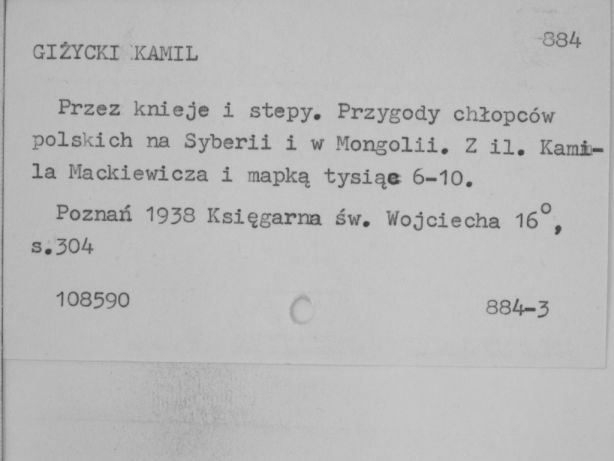 884
GIŻYCKI KAMIL
Przez knieje i stepy. Przygody chłopców
polskich na Syberii i w Mongolii. Z il. Kami-
la Mackiewicza i mapką tysiąc 6-10.
Poznań 1938 Księgarna św. Wojciecha 16°,
s.304
108590
884-3